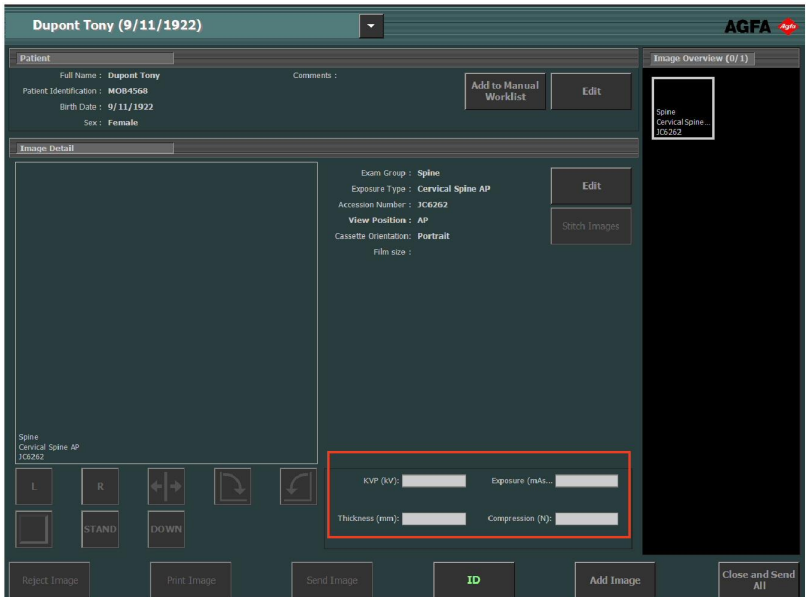 Dupont Tony (9/11/1922)
AGFA
Agfa
Patient
Full Name : Dupont Tony
Comments :
Patient Identification : MOB4568
Birth Date : 9/11/1922
Sex : Female
Add to Manual
Worklist
Edit
Image Overview (0/1)
Spine
Cervical Spine...
JC6262
Image Detail
Exam Group : Spine
Exposure Type : Cervical Spine AP
Accession Number : JC6262
View Position : AP
Cassette Orientation: Portrait
Film size :
Edit
Stitch Images
Spine
Cervical Spine AP
JC6262
L
R
STAND
DOWN
KVP (kV):
Exposure (mAs...
Thickness (mm):
Compression (N):
Reject Image
Print Image
Send Image
ID
Add Image
Close and Send
All